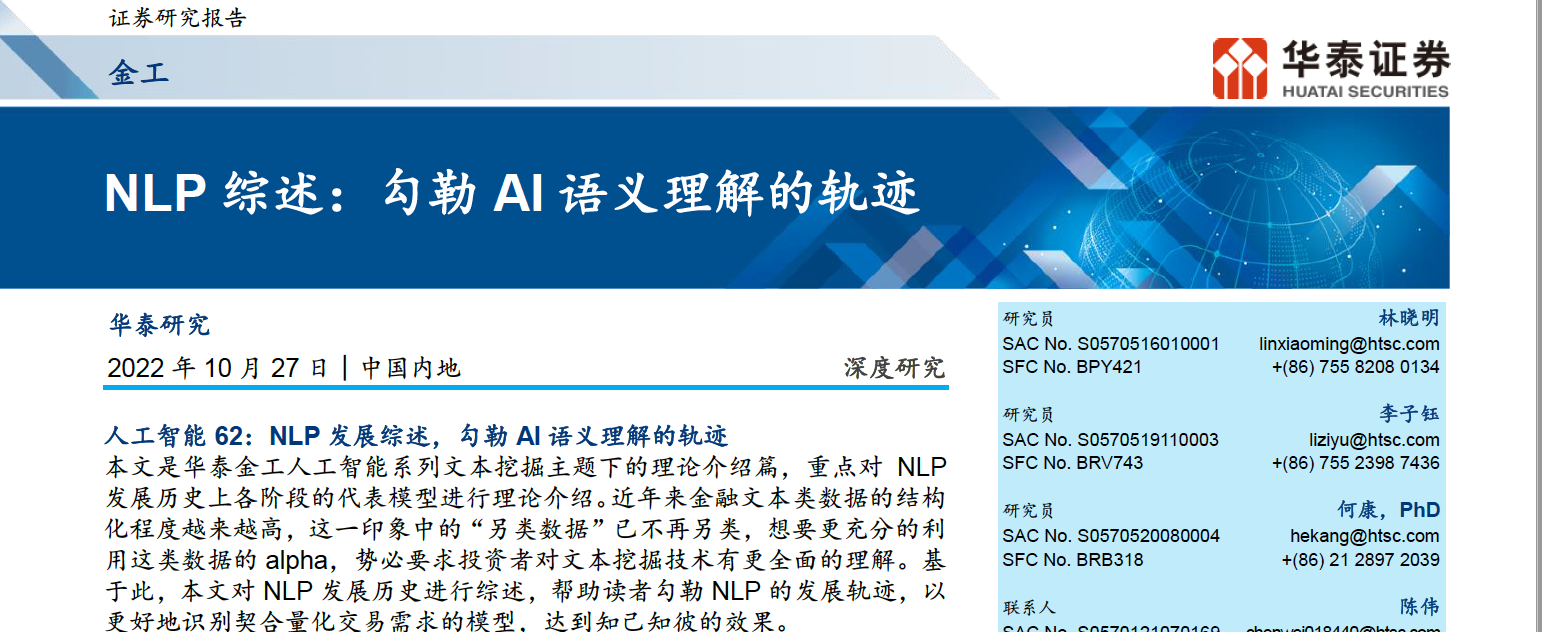 证券研究报告
金工
华泰证券
HUATAI SECURITIES
NLP 综述：勾勒 AI 语义理解的轨迹
华泰研究
2022 年 10 月 27 日│中国内地
深度研究
人工智能 62：NLP 发展综述，勾勒 AI 语义理解的轨迹
本文是华泰金工人工智能系列文本挖掘主题下的理论介绍篇，重点对 NLP
发展历史上各阶段的代表模型进行理论介绍。近年来金融文本类数据的结构
化程度越来越高，这一印象中的“另类数据”已不再另类，想要更充分的利
用这类数据的 alpha，势必要求投资者对文本挖掘技术有更全面的理解。基
于此，本文对 NLP 发展历史进行综述，帮助读者勾勒 NLP 的发展轨迹，以
更好地识别契合量化交易需求的模型，达到知己知彼的效果。
研究员 林晓明
SAC No. S0570516010001 linxiaoming@htsc.com
SFC No. BPY421 +(86) 755 8208 0134
研究员 李子钰
SAC No. S0570519110003 liziyu@htsc.com
SFC No. BRV743 +(86) 755 2398 7436
研究员 何康，PhD
SAC No. S0570520080004 hekang@htsc.com
SFC No. BRB318 +(86) 21 2897 2039
联系人 陈伟
SAC No. S0570121070169 chenwei018440@htsc.com